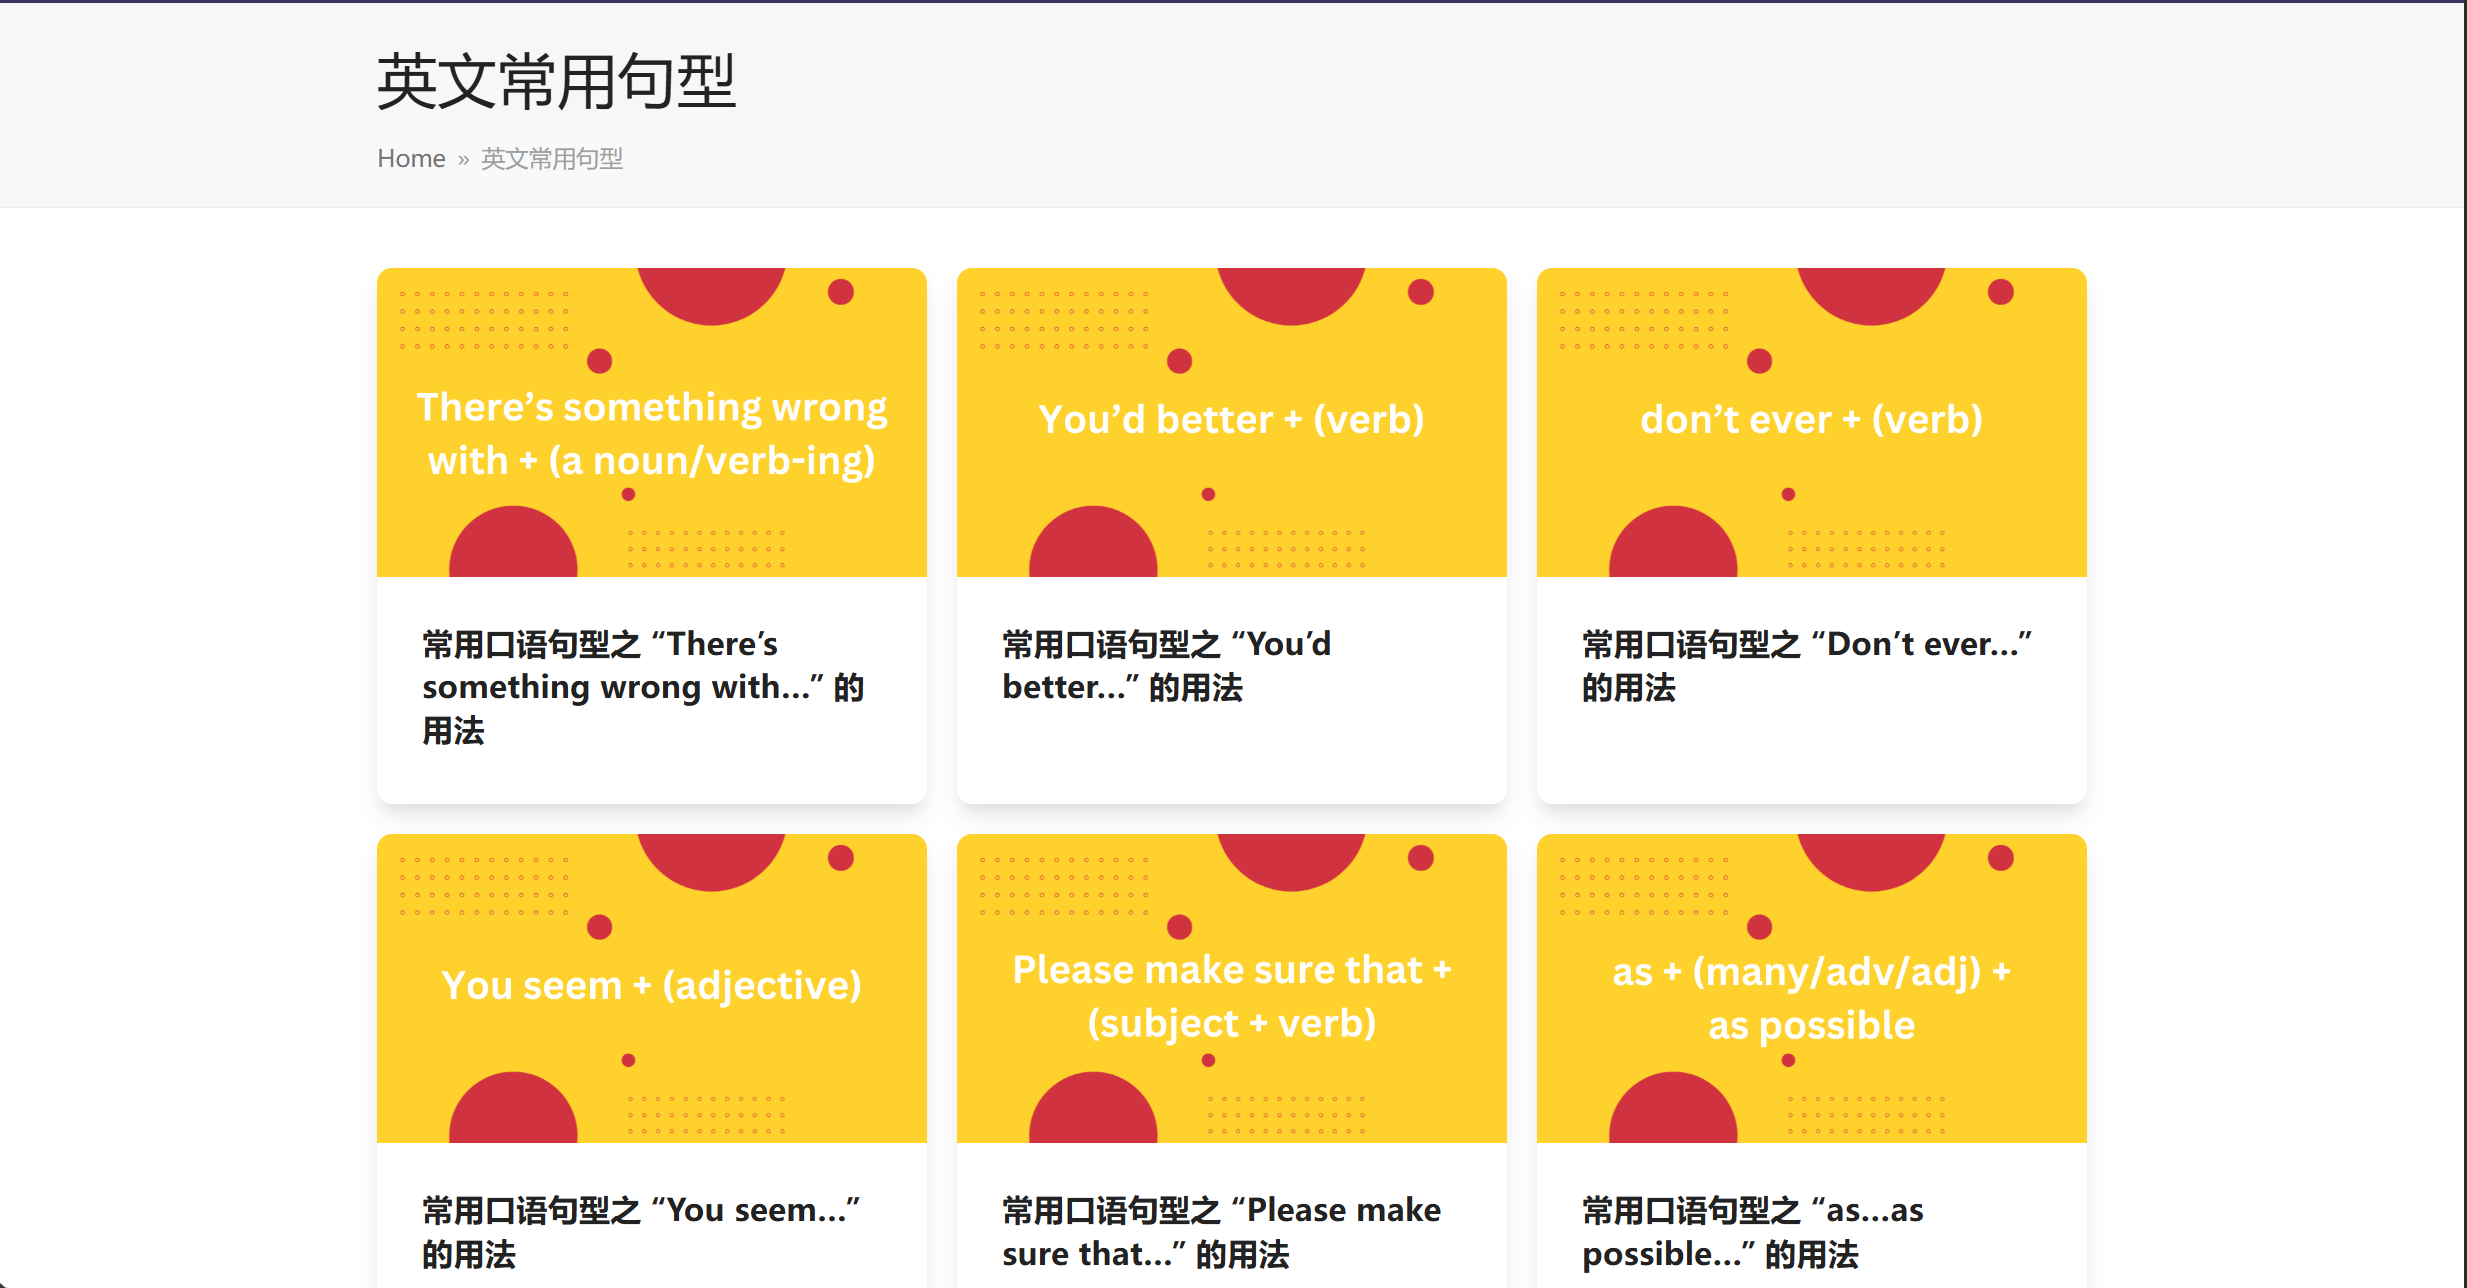 英文常用句型
Home » 英文常用句型
There’s something wrong
with + (a noun/verb-ing)
常用口语句型之 “There’s
something wrong with…” 的
用法
You’d better + (verb)
常用口语句型之 “You’d
better…” 的用法
don’t ever + (verb)
常用口语句型之 “Don’t ever…”
的用法
You seem + (adjective)
常用口语句型之 “You seem…”
的用法
Please make sure that +
(subject + verb)
常用口语句型之 “Please make
sure that…” 的用法
as + (many/adv/adj) +
as possible
常用口语句型之 “as…as
possible…” 的用法